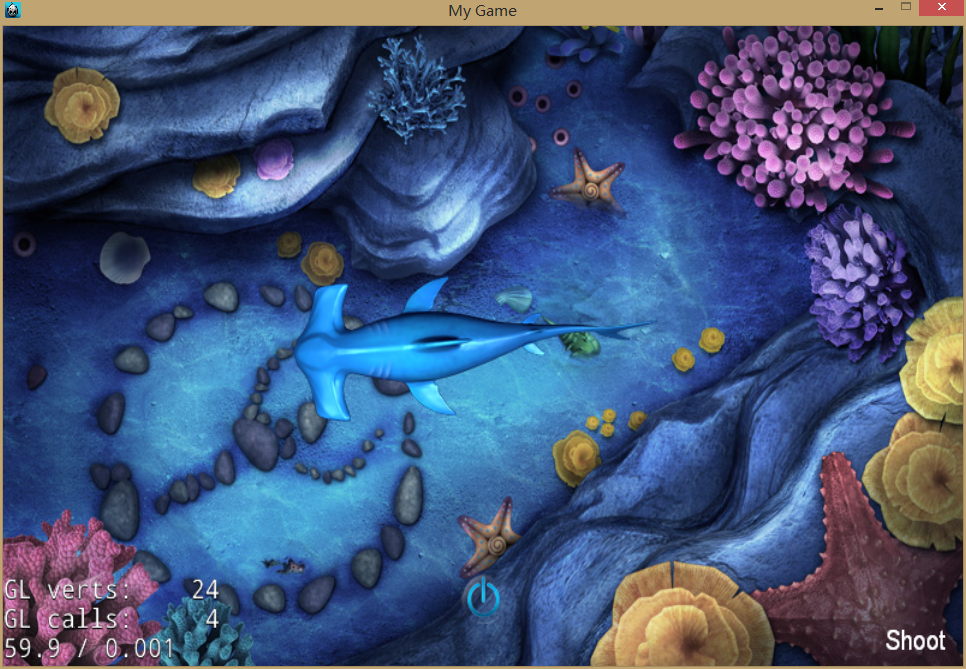 My Game
GL verts: 24
GL calls: 4
59.9 / 0.001
Shoot